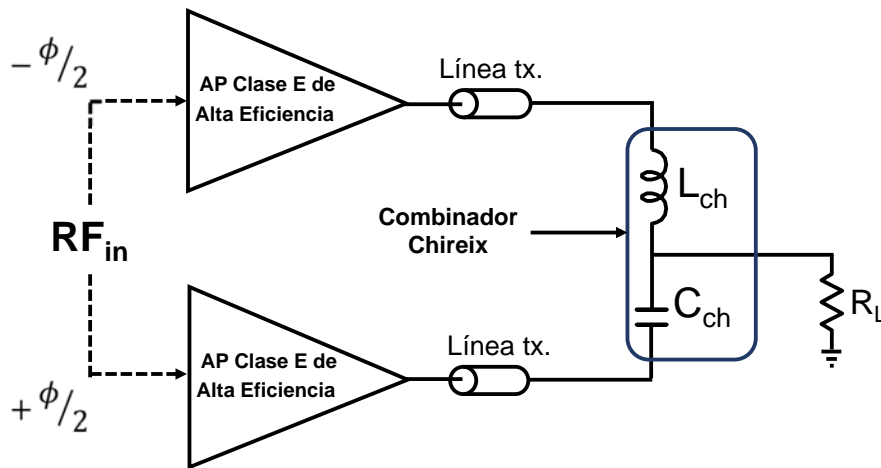 − ϕ/2
AP Clase E de
Alta Eficiencia
Línea tx.
L_ch
Combinador
Chireix
RF_in
C_ch
R_L
AP Clase E de
Alta Eficiencia
Línea tx.
+ ϕ/2